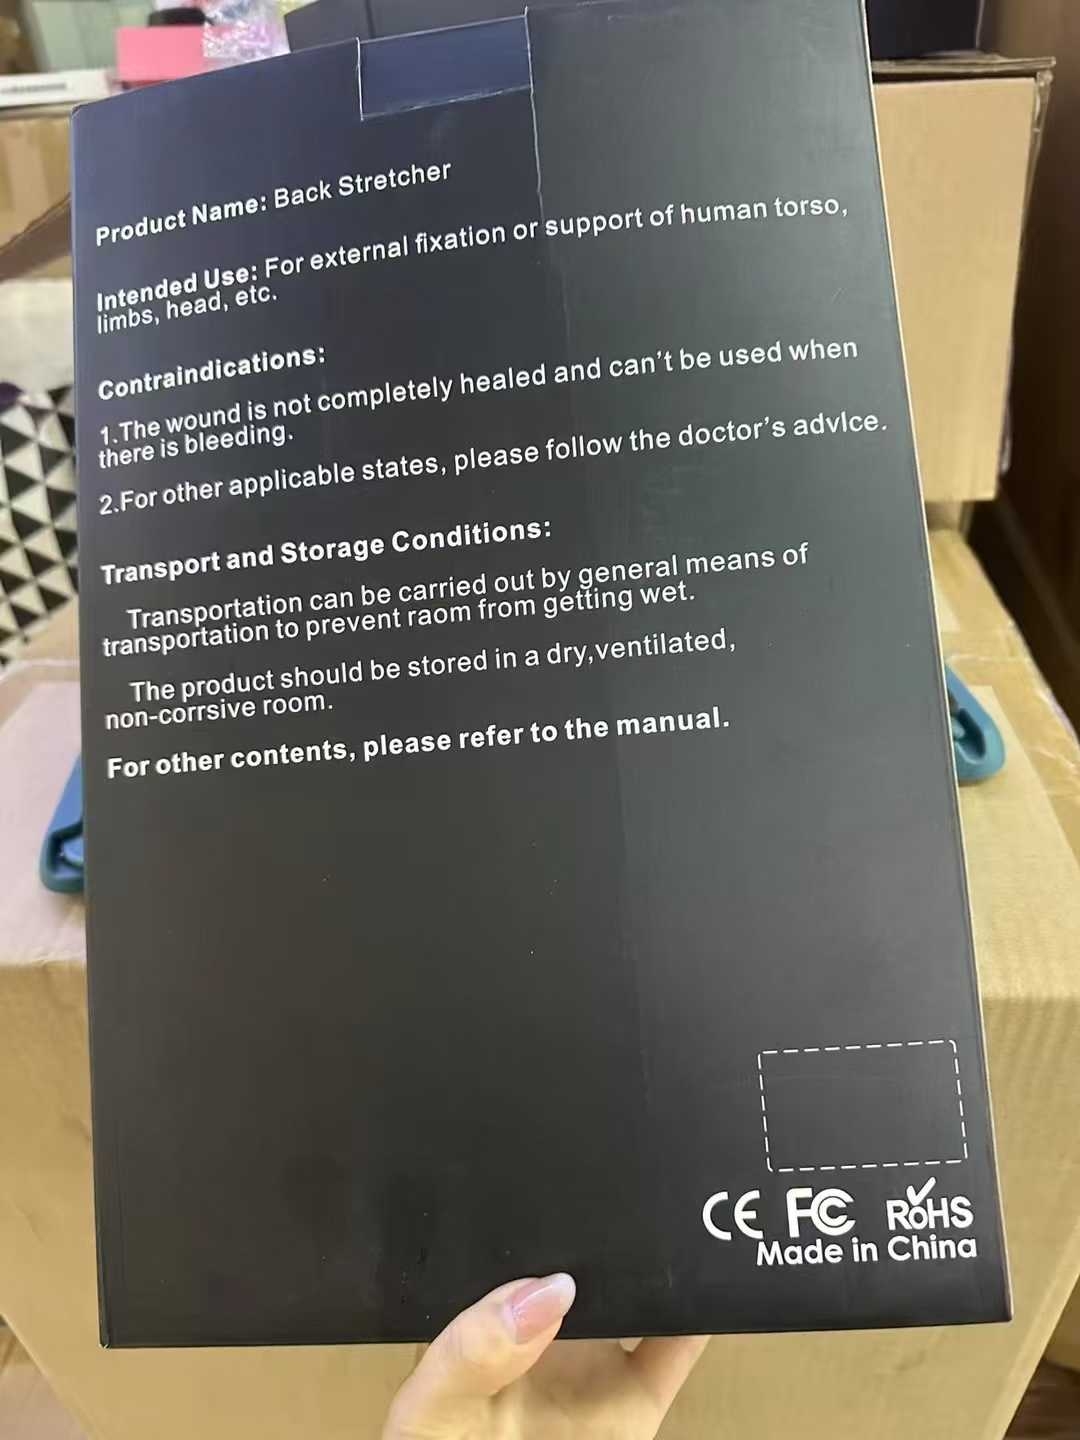 Product Name: Back Stretcher
Intended Use: For external fixation or support of human torso,
limbs, head, etc.
Contraindications:
1.The wound is not completely healed and can't be used when
there is bleeding.
2.For other applicable states, please follow the doctor's advIce.
Transport and Storage Conditions:
Transportation can be carried out by general means of
transportation to prevent raom from getting wet.
The product should be stored in a dry,ventilated,
non-corrsive room.
For other contents, please refer to the manual.
CE FC RoHS
Made in China